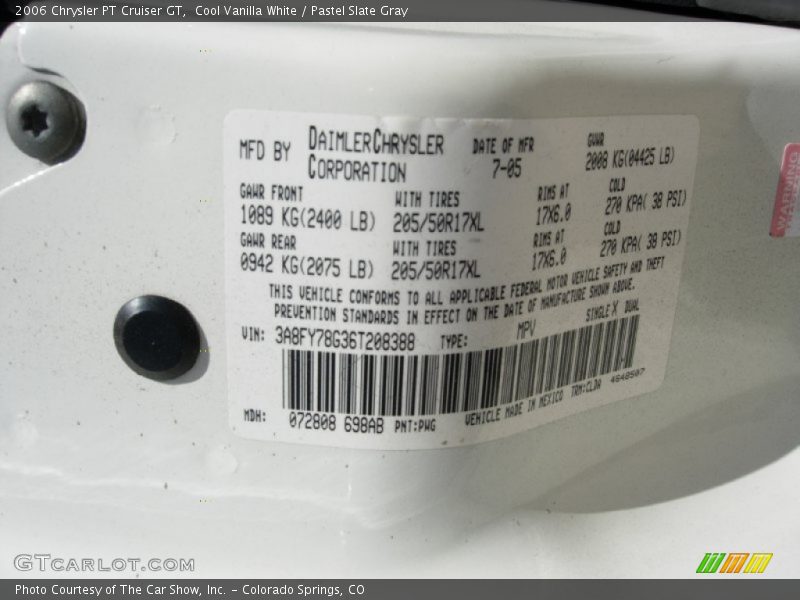 2006 Chrysler PT Cruiser GT,  Cool Vanilla White / Pastel Slate Gray
MFD BY DAIMLERCHRYSLER CORPORATION DATE OF MFR 7-05 GVWR 2008 KG(04425 LB)
GAWR FRONT WITH TIRES RIMS AT COLD
1089 KG(2400 LB) 205/50R17XL 17X6.0 270 KPA( 38 PSI)
GAWR REAR WITH TIRES RIMS AT COLD
0942 KG(2075 LB) 205/50R17XL 17X6.0 270 KPA( 38 PSI)
THIS VEHICLE CONFORMS TO ALL APPLICABLE FEDERAL MOTOR VEHICLE SAFETY AND THEFT
PREVENTION STANDARDS IN EFFECT ON THE DATE OF MANUFACTURE SHOWN ABOVE.
VIN: 3A8FY78G36T208388 TYPE: MPV SINGLE X DUAL
MDH: 072808 698AB PNT:PWG VEHICLE MADE IN MEXICO TRM:CLDA 4648507
WARNING
GTCARLOT.COM
Photo Courtesy of The Car Show, Inc. - Colorado Springs, CO